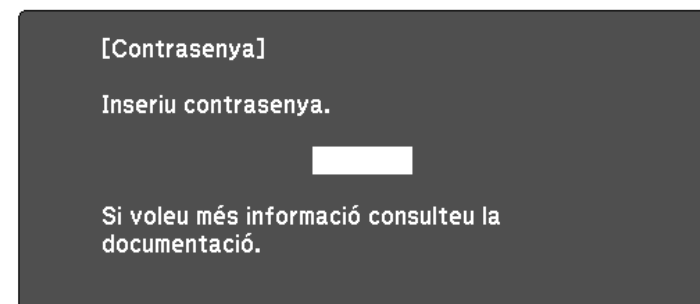 [Contrasenya]
Inseriu contrasenya.
Si voleu més informació consulteu la
documentació.